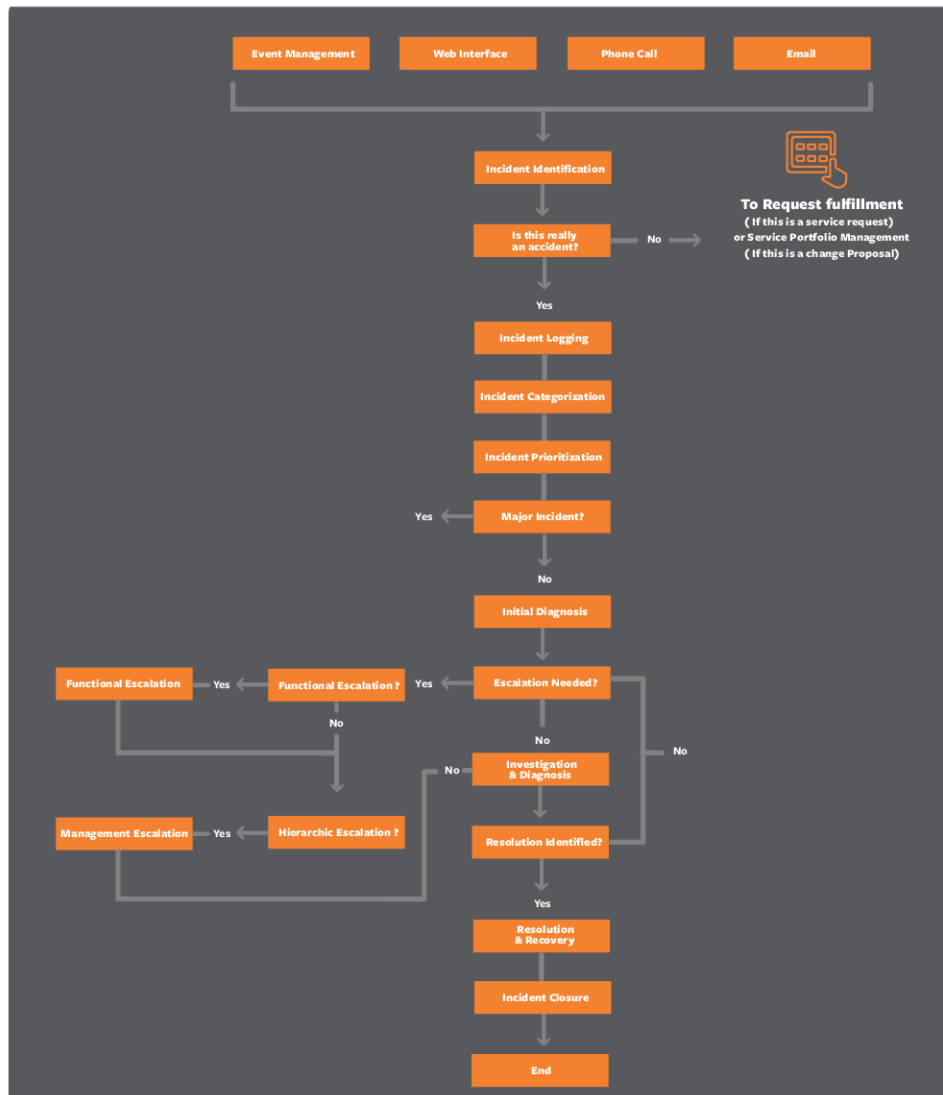 Event Management
Web Interface
Phone Call
Email
Incident Identification
To Request fulfillment
( If this is a service request)
or Service Portfolio Management
( If this is a change Proposal)
Is this really
an accident?
No
Yes
Incident Logging
Incident Categorization
Incident Prioritization
Yes
Major Incident?
No
Initial Diagnosis
Functional Escalation
Yes
Functional Escalation ?
Yes
Escalation Needed?
No
No
No
No
Investigation
& Diagnosis
Management Escalation
Yes
Hierarchic Escalation ?
Resolution Identified?
Yes
Resolution
& Recovery
Incident Closure
End